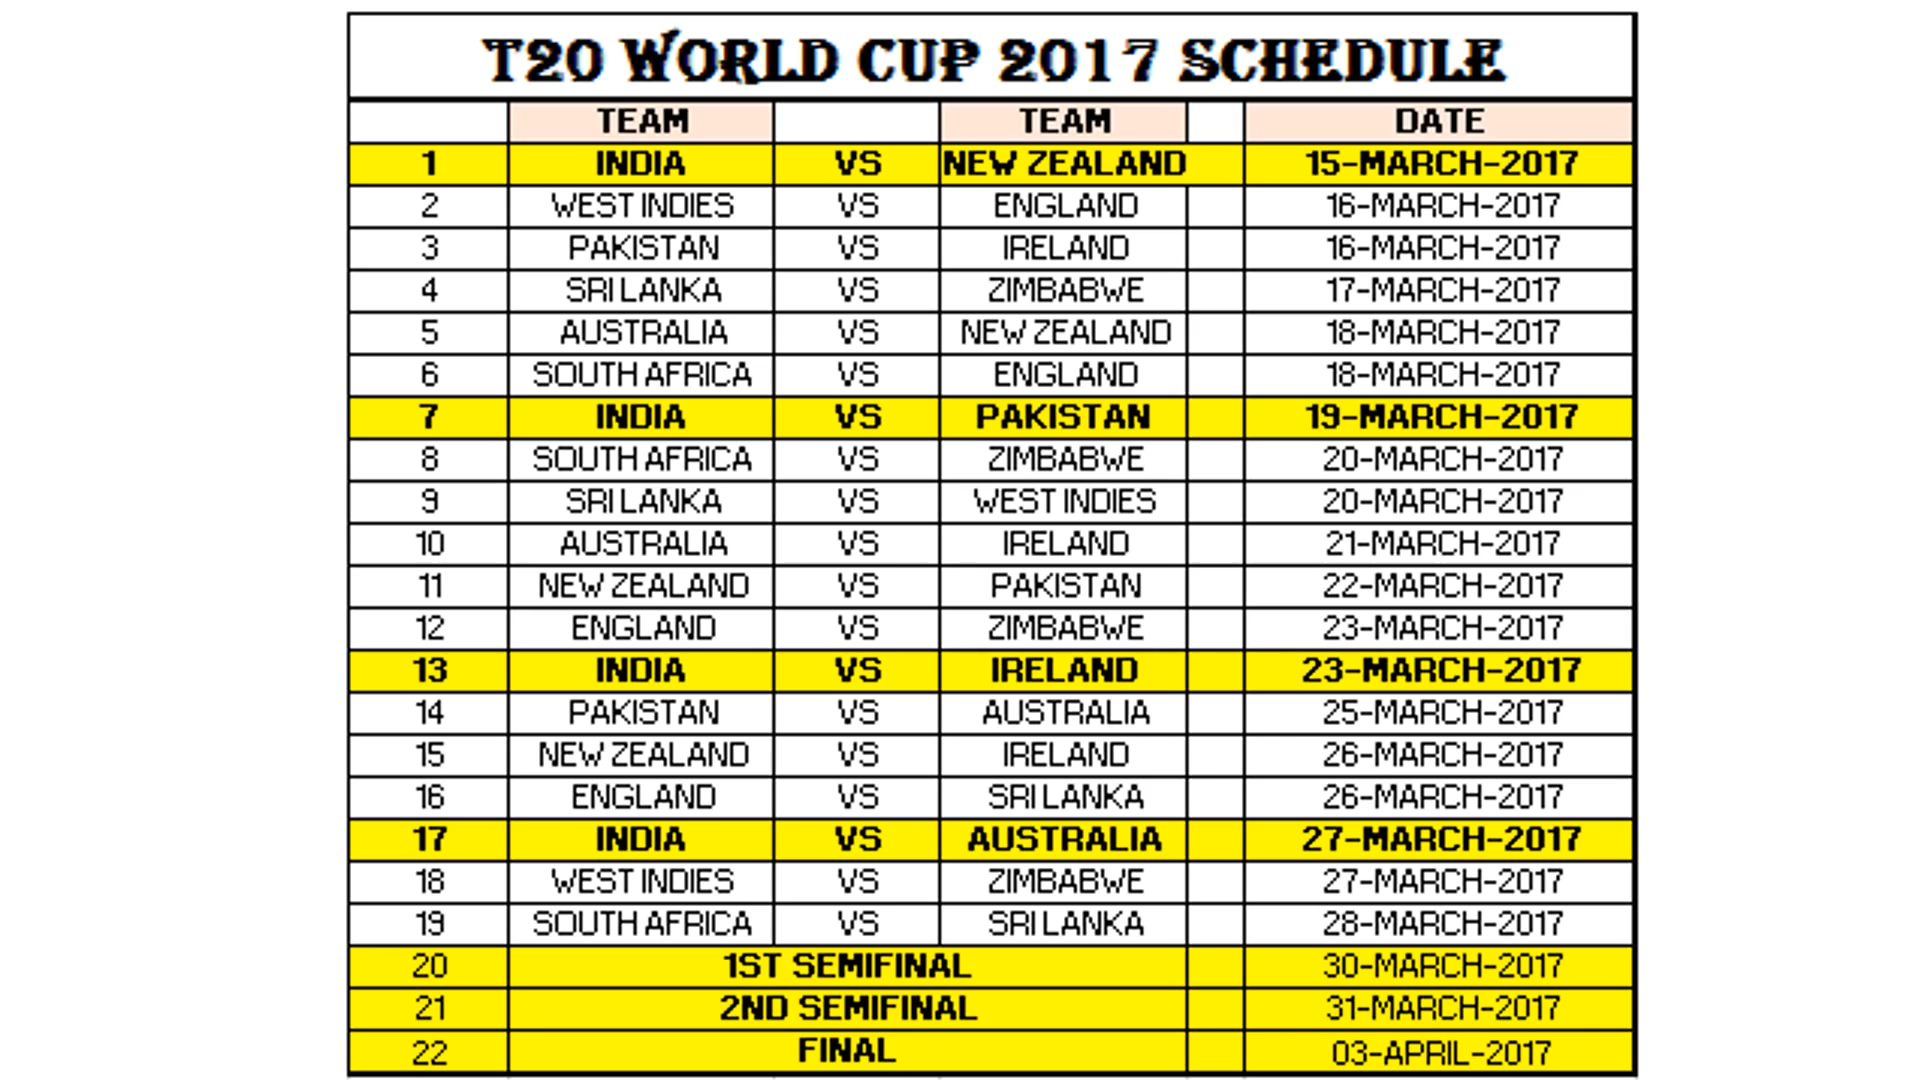 T20 WORLD CUP 2017 SCHEDULE
TEAM TEAM DATE
1 INDIA VS NEW ZEALAND 15-MARCH-2017
2 WEST INDIES VS ENGLAND 16-MARCH-2017
3 PAKISTAN VS IRELAND 16-MARCH-2017
4 SRI LANKA VS ZIMBABWE 17-MARCH-2017
5 AUSTRALIA VS NEW ZEALAND 18-MARCH-2017
6 SOUTH AFRICA VS ENGLAND 18-MARCH-2017
7 INDIA VS PAKISTAN 19-MARCH-2017
8 SOUTH AFRICA VS ZIMBABWE 20-MARCH-2017
9 SRI LANKA VS WEST INDIES 20-MARCH-2017
10 AUSTRALIA VS IRELAND 21-MARCH-2017
11 NEW ZEALAND VS PAKISTAN 22-MARCH-2017
12 ENGLAND VS ZIMBABWE 23-MARCH-2017
13 INDIA VS IRELAND 23-MARCH-2017
14 PAKISTAN VS AUSTRALIA 25-MARCH-2017
15 NEW ZEALAND VS IRELAND 26-MARCH-2017
16 ENGLAND VS SRI LANKA 26-MARCH-2017
17 INDIA VS AUSTRALIA 27-MARCH-2017
18 WEST INDIES VS ZIMBABWE 27-MARCH-2017
19 SOUTH AFRICA VS SRI LANKA 28-MARCH-2017
20 1ST SEMIFINAL 30-MARCH-2017
21 2ND SEMIFINAL 31-MARCH-2017
22 FINAL 03-APRIL-2017